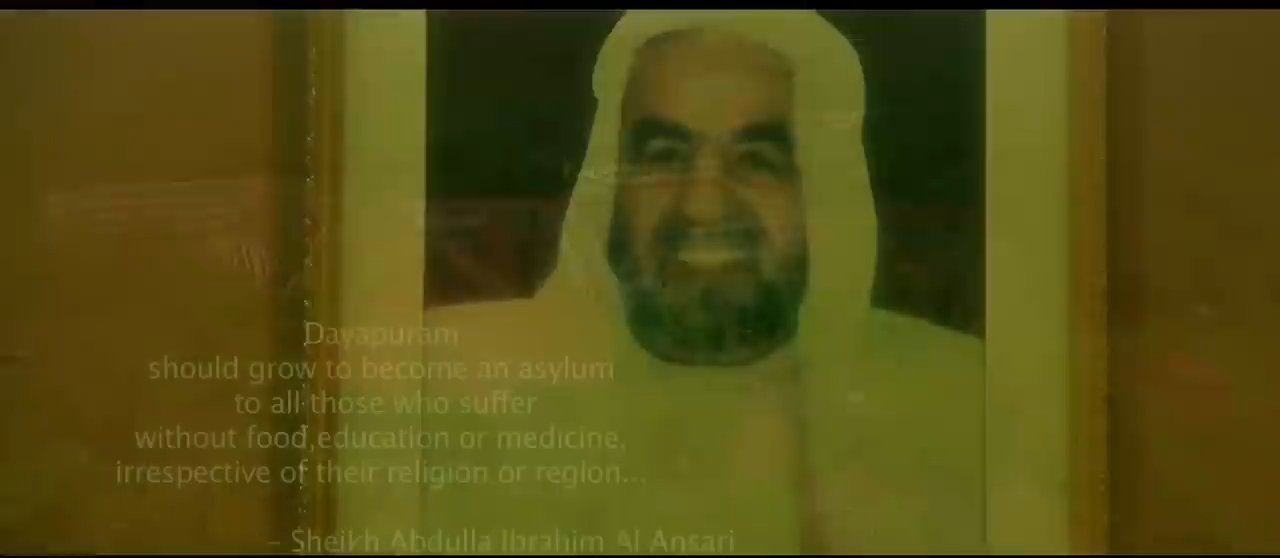 Dayapuram
should grow to become an asylum
to all those who suffer
without food,education or medicine,
irrespective of their religion or region...
- Sheikh Abdulla Ibrahim Al Ansari